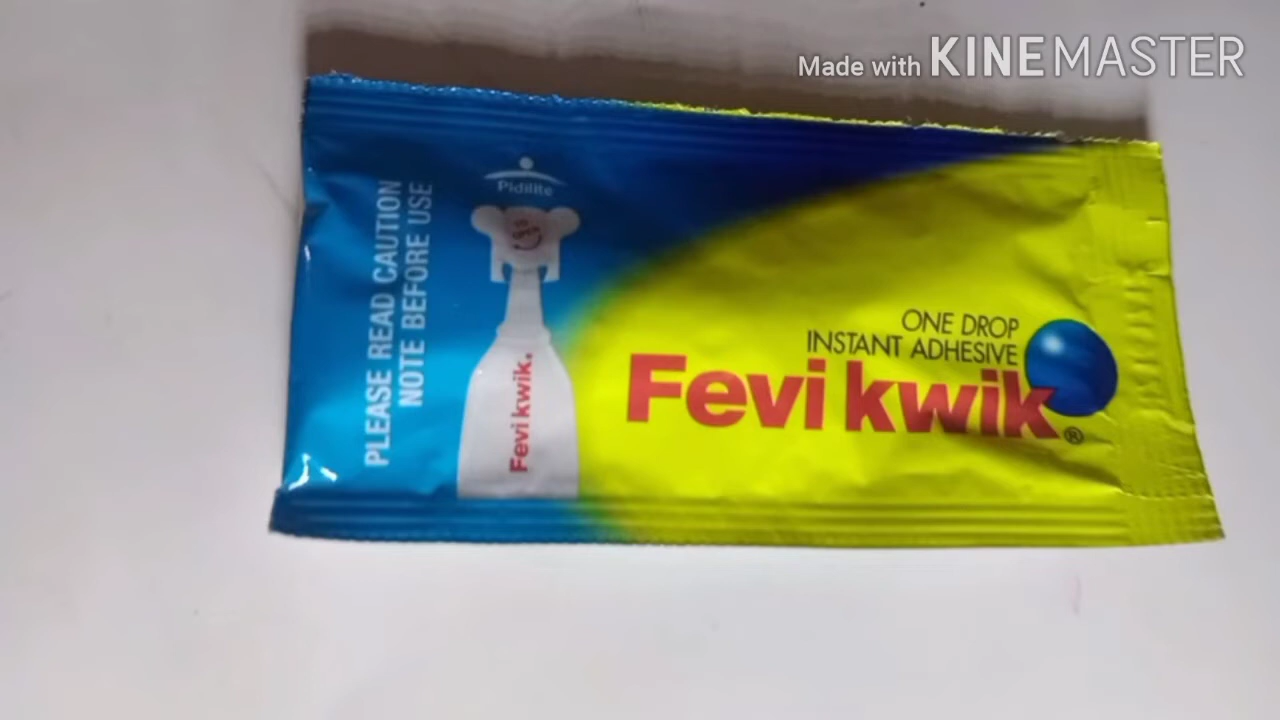 Made with KINEMASTER
PLEASE READ CAUTION
NOTE BEFORE USE
Pidilite
Fevi kwik.
ONE DROP
INSTANT ADHESIVE
Fevi kwik®